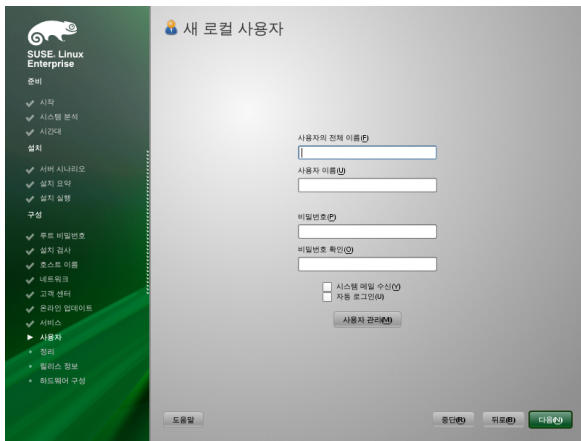 SUSE. Linux
Enterprise
준비
시작
시스템 분석
시간대
설치
서버 시나리오
설치 요약
설치 실행
구성
루트 비밀번호
설치 검사
호스트 이름
네트워크
고객 센터
온라인 업데이트
서비스
사용자
정리
릴리스 정보
하드웨어 구성
새 로컬 사용자
사용자의 전체 이름(F)
사용자 이름(U)
비밀번호(P)
비밀번호 확인(O)
시스템 메일 수신(Y)
자동 로그인(U)
사용자 관리(M)
도움말
중단(R)
뒤로(B)
다음(N)